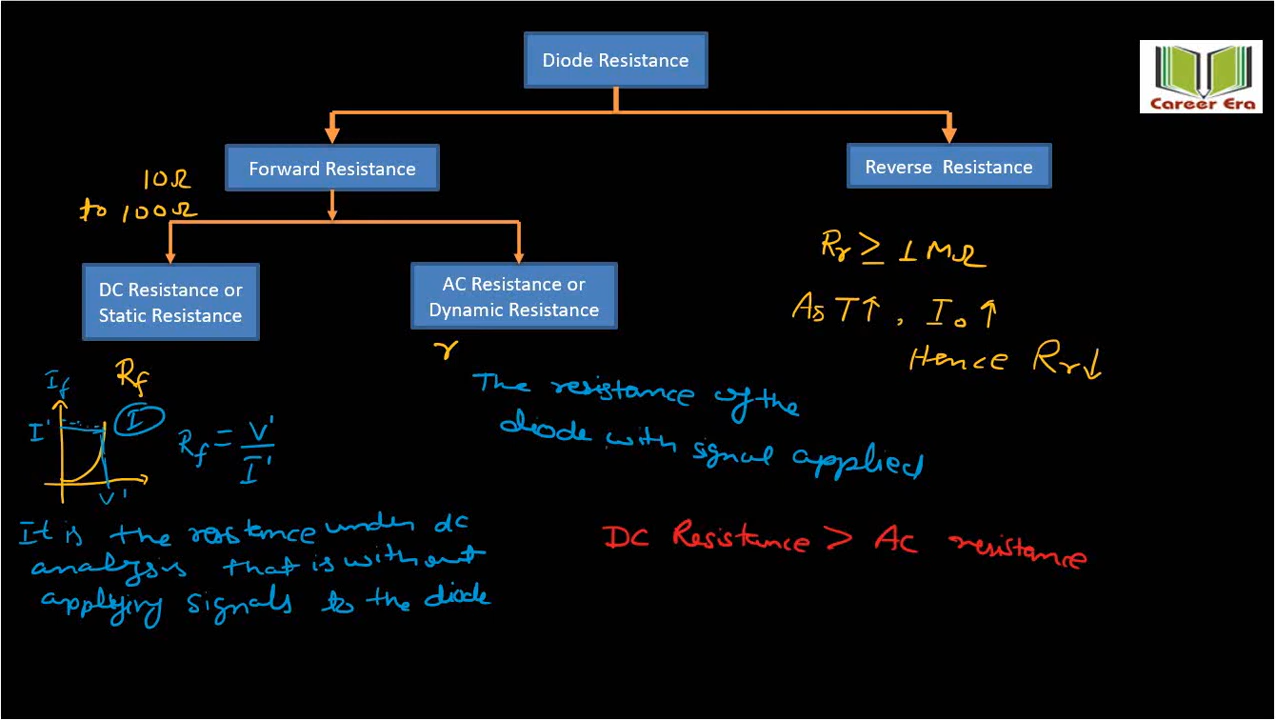 Diode Resistance
Career Era
Forward Resistance
Reverse Resistance
10Ω
to 100Ω
DC Resistance or
Static Resistance
AC Resistance or
Dynamic Resistance
Rr ≥ 1 MΩ
As T↑, Io ↑
Hence Rr↓
r
Rf
If
I'
I
V'
Rf = V'/I'
The resistance of the
diode with signal applied
It is the resistance under dc
analysis that is without
applying signals to the diode
DC Resistance > AC resistance